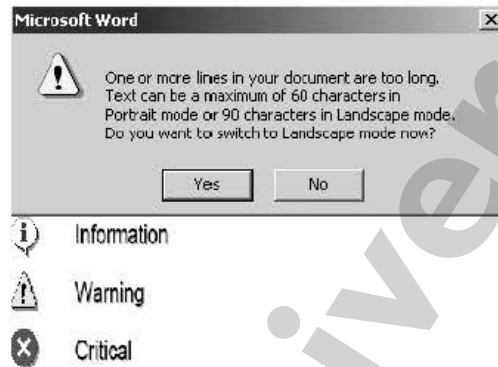 Microsoft Word
One or more lines in your document are too long.
Text can be a maximum of 60 characters in
Portrait mode or 90 characters in Landscape mode.
Do you want to switch to Landscape mode now?
Yes No
Information
Warning
Critical